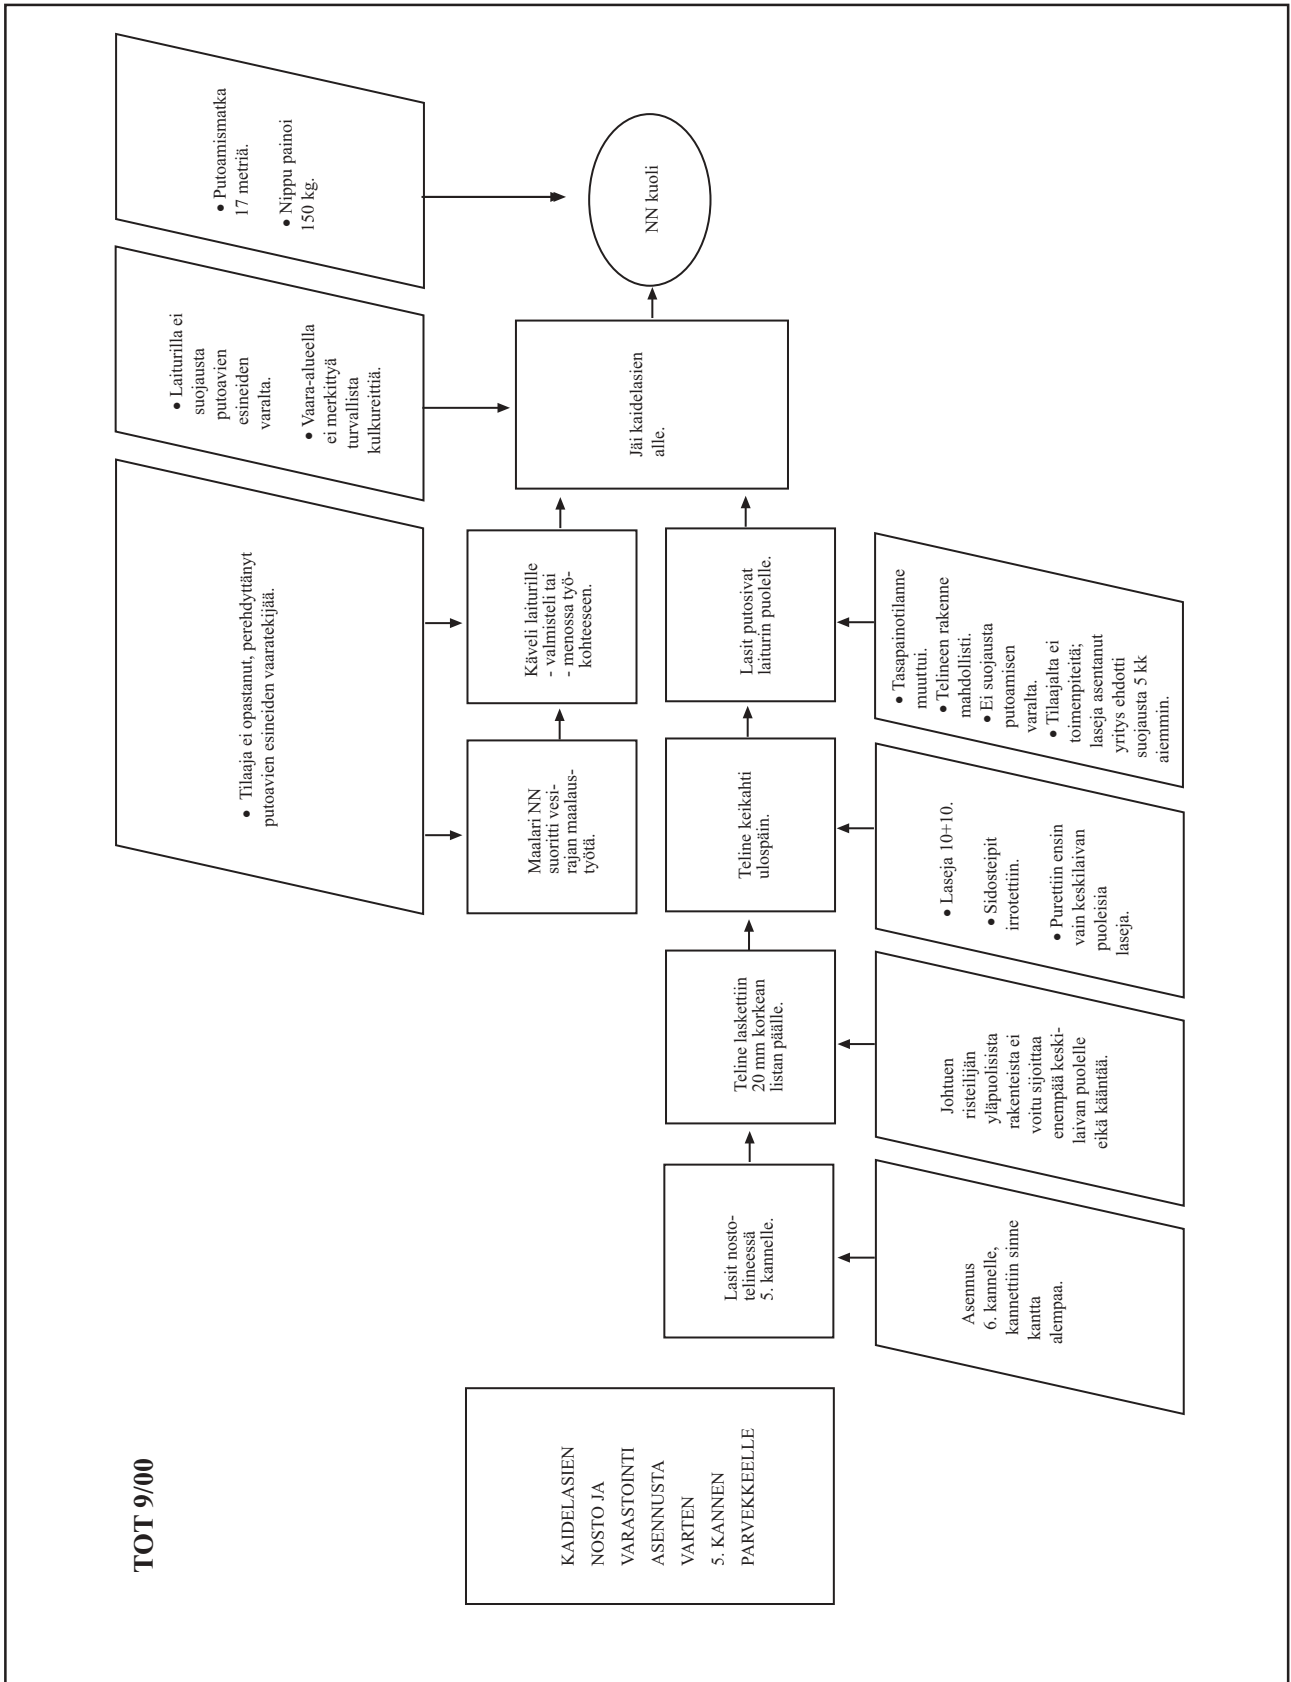 TOT 9/00
KAIDELASIEN
NOSTO JA
VARASTOINTI
ASENNUSTA
VARTEN
5. KANNEN
PARVEKKEELLE
• Tilaaja ei opastanut, perehdyttänyt
putoavien esineiden vaaratekijää.
• Laiturilla ei
suojausta
putoavien
esineiden
varalta.
• Vaara-alueella
ei merkittyä
turvallista
kulkureittiä.
• Putoamismatka
17 metriä.
• Nippu painoi
150 kg.
Maalari NN
suoritti vesi-
rajan maalaus-
työtä.
Käveli laiturille
- valmisteli tai
- menossa työ-
kohteeseen.
Jäi kaidelasien
alle.
NN kuoli
Lasit nosto-
telineessä
5. kannelle.
Teline laskettiin
20 mm korkean
listan päälle.
Teline keikahti
ulospäin.
Lasit putosivat
laiturin puolelle.
Asennus
6. kannelle,
kannettiin sinne
kantta
alempaa.
Johtuen
risteilijän
yläpuolisista
rakenteista ei
voitu sijoittaa
enempää keski-
laivan puolelle
eikä kääntää.
• Laseja 10+10.
• Sidosteipit
irrotettiin.
• Purettiin ensin
vain keskilaivan
puoleisia
laseja.
• Tasapainotilanne
muuttui.
• Telineen rakenne
mahdollisti.
• Ei suojausta
putoamisen
varalta.
• Tilaajalta ei
toimenpiteitä;
laseja asentanut
yritys ehdotti
suojausta 5 kk
aiemmin.